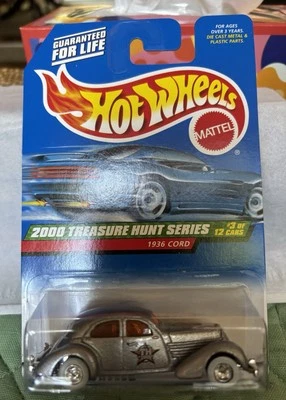 GUARANTEED
FOR LIFE
FOR AGES
OVER 3 YEARS.
DIE CAST METAL &
PLASTIC PARTS.
Hot Wheels
MATTEL
2000 TREASURE HUNT SERIES
#3 OF
12 CARS
1936 CORD